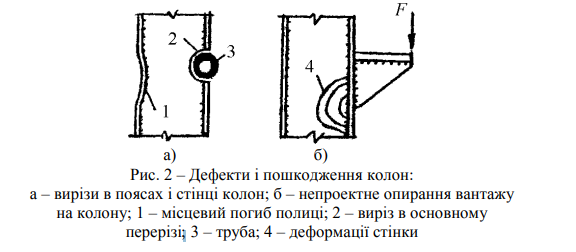 F
2
3
4
1
а)
б)
Рис. 2 – Дефекти і пошкодження колон:
а – вирізи в поясах і стінці колон; б – непроектне опирання вантажу
на колону; 1 – місцевий погиб полиці; 2 – виріз в основному
перерізі; 3 – труба; 4 – деформації стінки